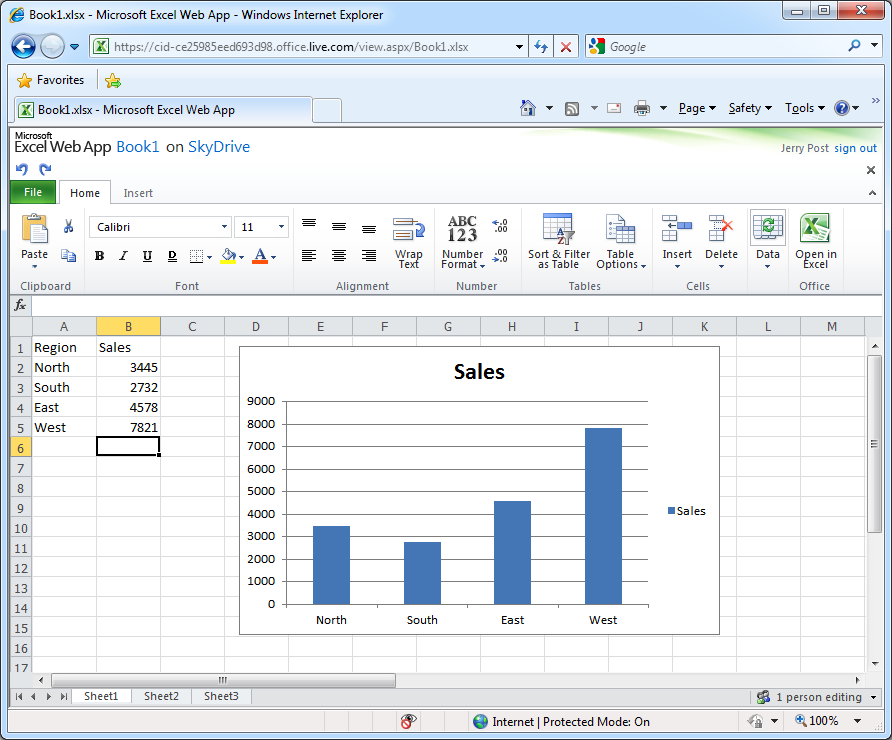 Book1.xlsx - Microsoft Excel Web App - Windows Internet Explorer
https://cid-ce25985eed693d98.office.live.com/view.aspx/Book1.xlsx
Google
Favorites
Book1.xlsx - Microsoft Excel Web App
Page Safety Tools
Microsoft
Excel Web App Book1 on SkyDrive
Jerry Post sign out
File Home Insert
Calibri 11
ABC
123
.00
.00
B I U D A
Paste
Wrap
Text
Number
Format
Sort & Filter
as Table
Table
Options
Insert
Delete
Data
Open in
Excel
Clipboard Font Alignment Number Tables Cells Office
fx
A B C D E F G H I J K L M
1 Region Sales
2 North 3445
3 South 2732
4 East 4578
5 West 7821
6
7
8
9
10
11
12
13
14
15
16
17
Sales
9000
8000
7000
6000
5000
4000
3000
2000
1000
0
North South East West
Sales
Sheet1 Sheet2 Sheet3
1 person editing
Internet | Protected Mode: On
100%